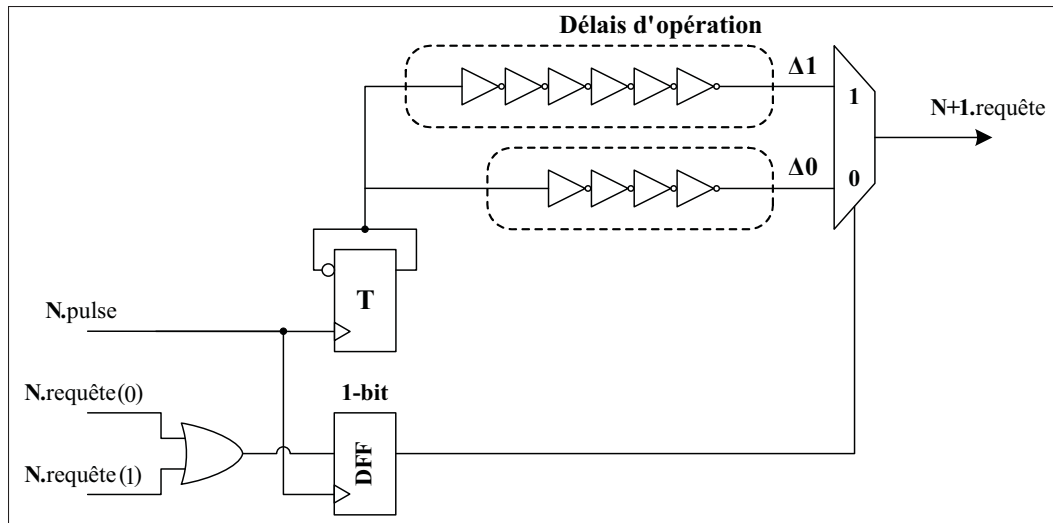 Délais d'opération
Δ1
1
N+1.requête
Δ0
0
T
N.pulse
1-bit
N.requête(0)
DFF
N.requête(1)